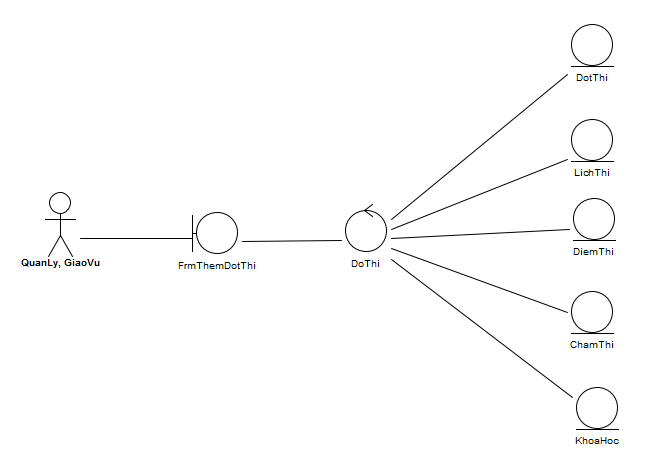 DotThi
LichThi
DiemThi
QuanLy, GiaoVu
FrmThemDotThi
DoThi
ChamThi
KhoaHoc